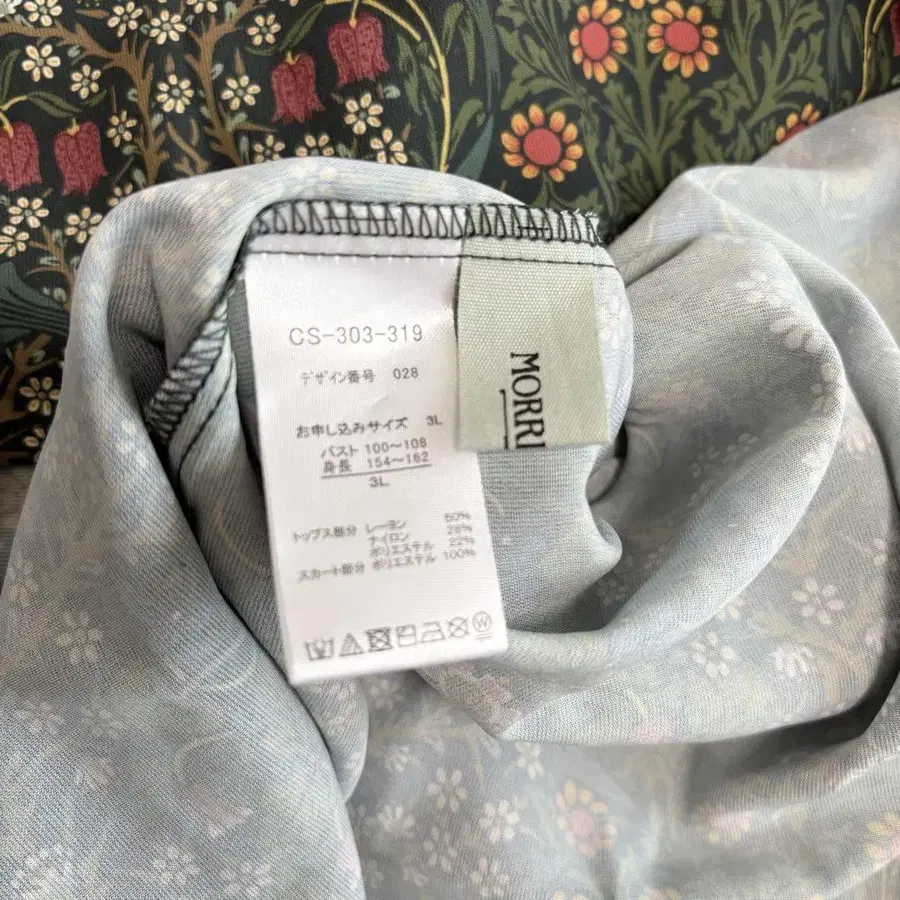 CS-303-319
デザイン番号 028
お申し込みサイズ 3L
バスト 100〜108
身長 154〜162
3L
トップス部分 レーヨン 50%
ナイロン 28%
ポリエステル 22%
スカート部分 ポリエステル 100%
W
MORRI